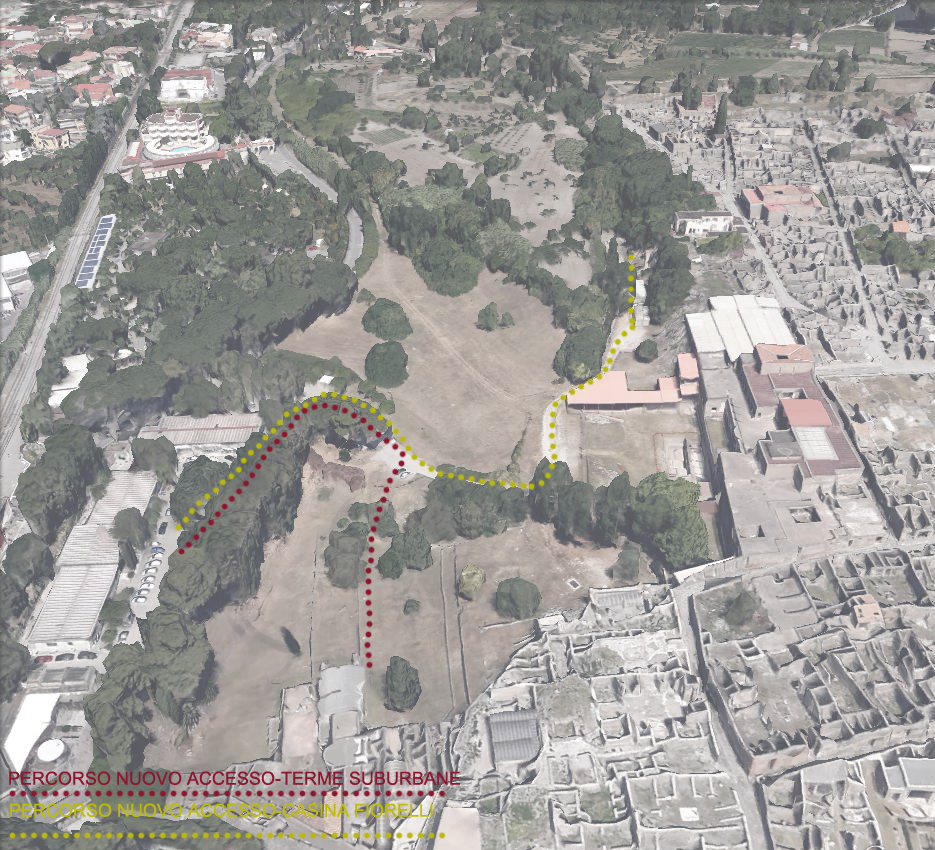 PERCORSO NUOVO ACCESSO-TERME SUBURBANE
PERCORSO NUOVO ACCESSO-CASINA FIORELLI